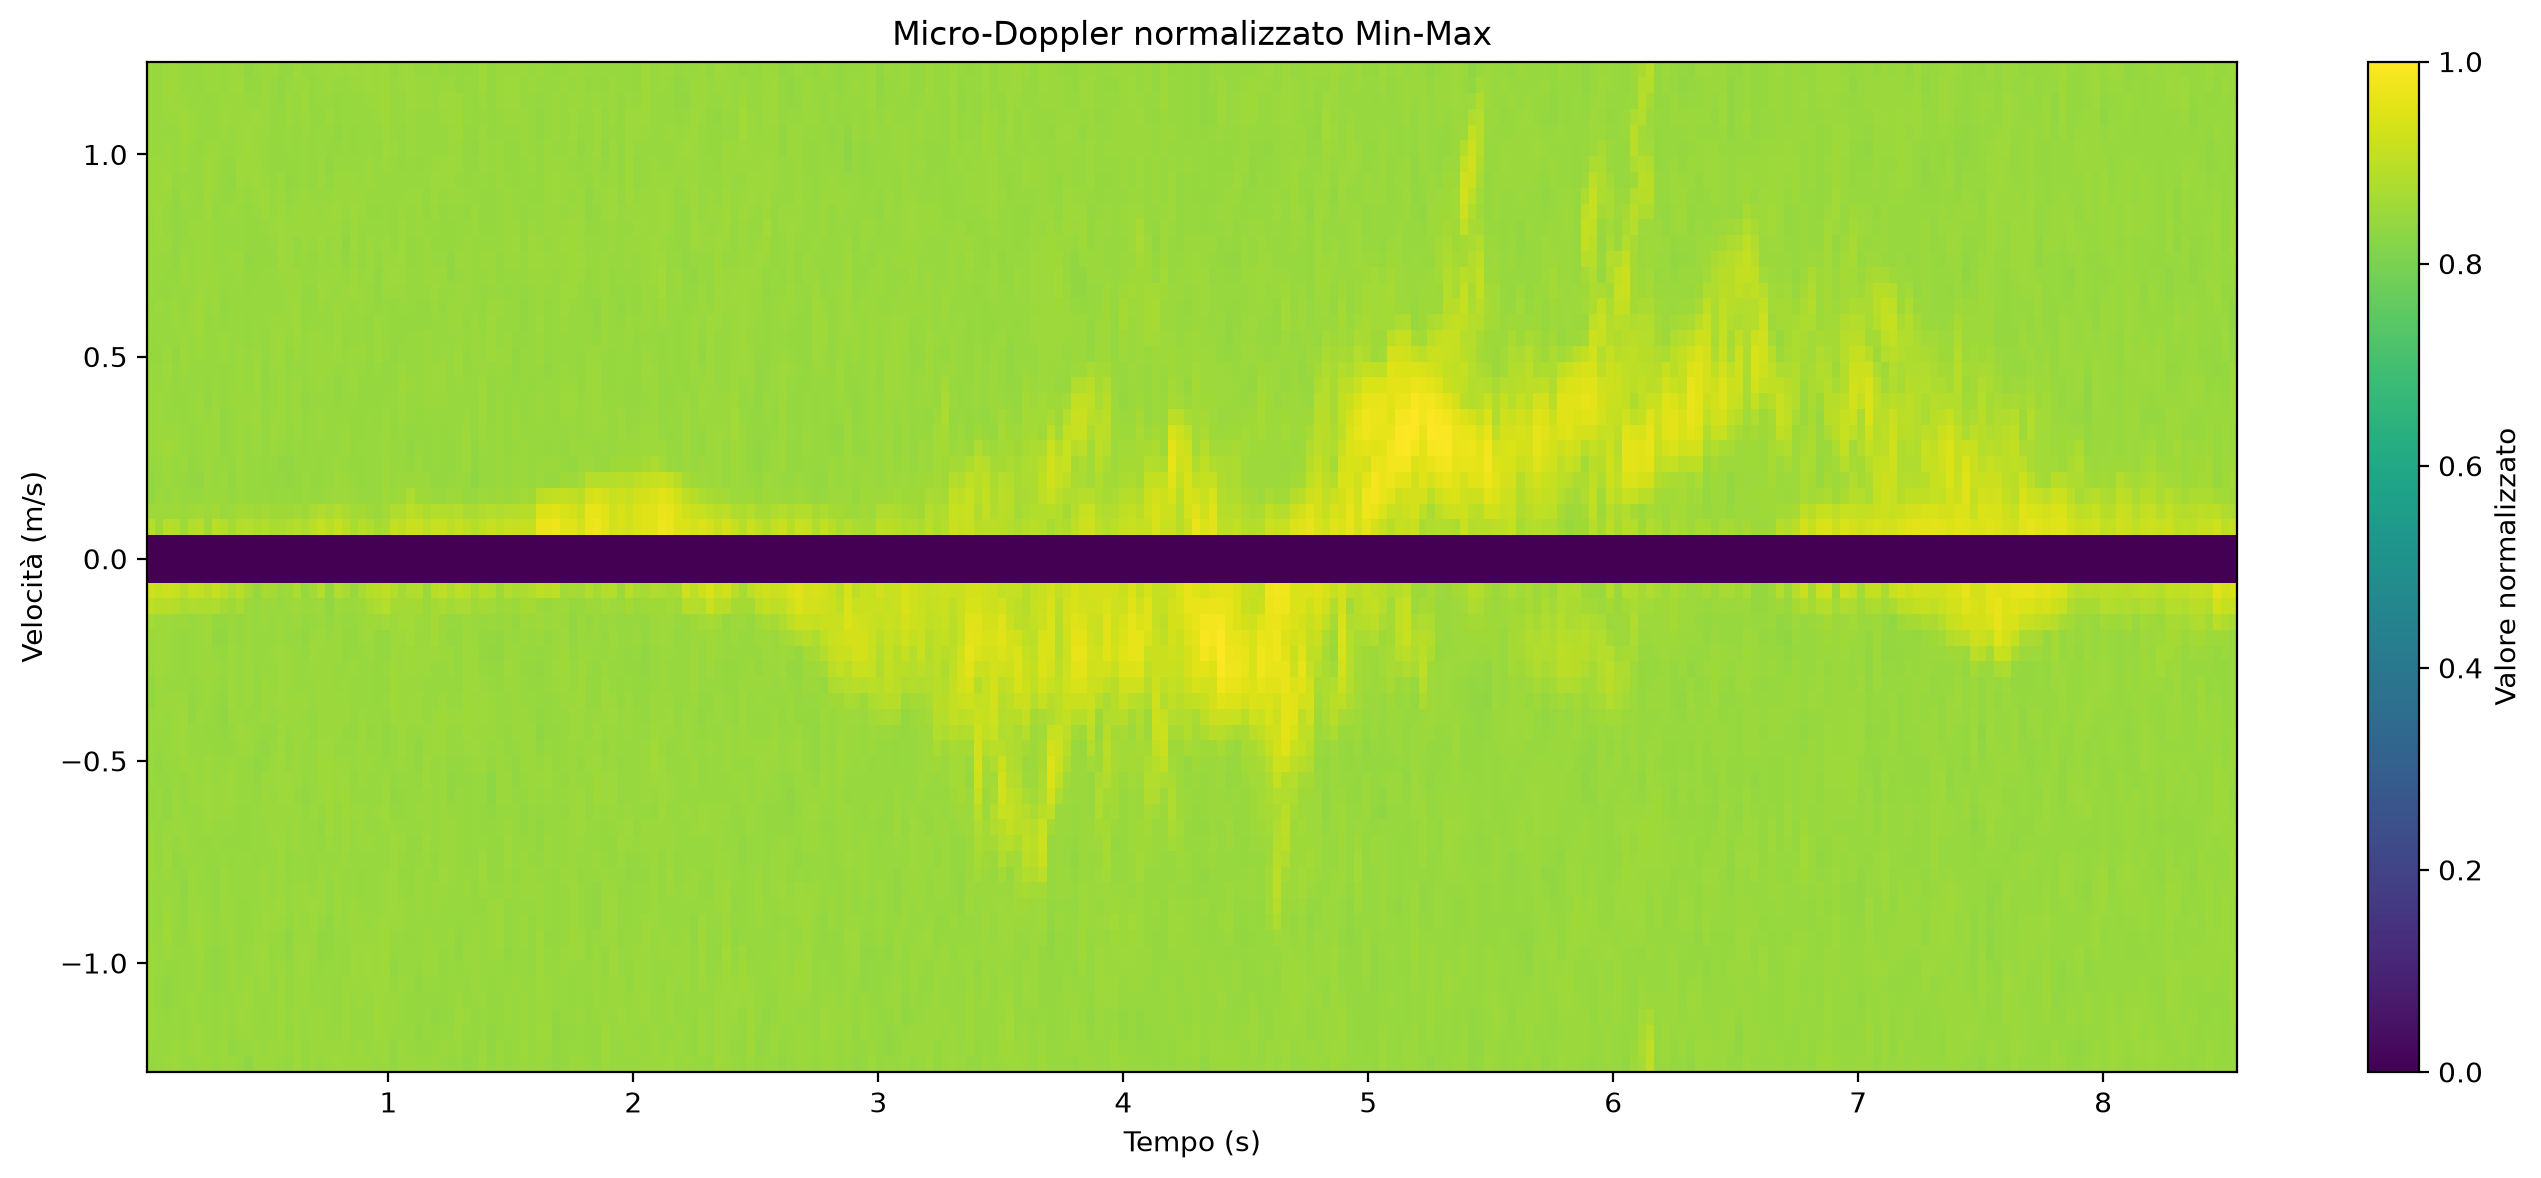 Micro-Doppler normalizzato Min-Max
Velocità (m/s)
1.0
0.5
0.0
−0.5
−1.0
1 2 3 4 5 6 7 8
Tempo (s)
1.0
0.8
0.6
0.4
0.2
0.0
Valore normalizzato